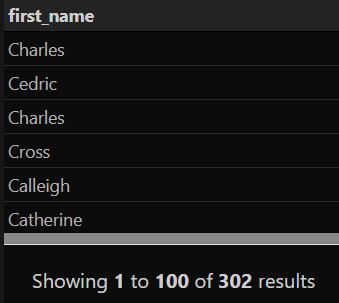 first_name
Charles
Cedric
Charles
Cross
Calleigh
Catherine
Showing 1 to 100 of 302 results